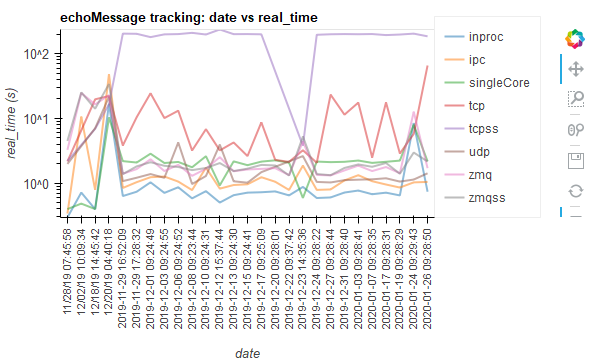 echoMessage tracking: date vs real_time
real_time (s)
10^2
10^1
10^0
11/28/19 07:45:58
12/02/19 10:09:34
12/18/19 14:45:42
12/20/19 04:40:18
2019-11-29 16:52:09
2019-11-29 17:28:32
2019-12-01 09:24:49
2019-12-03 09:24:55
2019-12-06 09:24:52
2019-12-08 09:23:44
2019-12-10 09:24:31
2019-12-12 15:37:44
2019-12-13 09:24:30
2019-12-15 09:24:41
2019-12-17 09:25:09
2019-12-20 09:28:01
2019-12-22 09:37:42
2019-12-23 14:35:36
2019-12-24 09:28:22
2019-12-27 09:28:44
2019-12-31 09:28:40
2020-01-03 09:28:41
2020-01-07 09:28:35
2020-01-17 09:28:31
2020-01-19 09:28:29
2020-01-24 09:29:43
2020-01-26 09:28:50
date
inproc
ipc
singleCore
tcp
tcpss
udp
zmq
zmqss